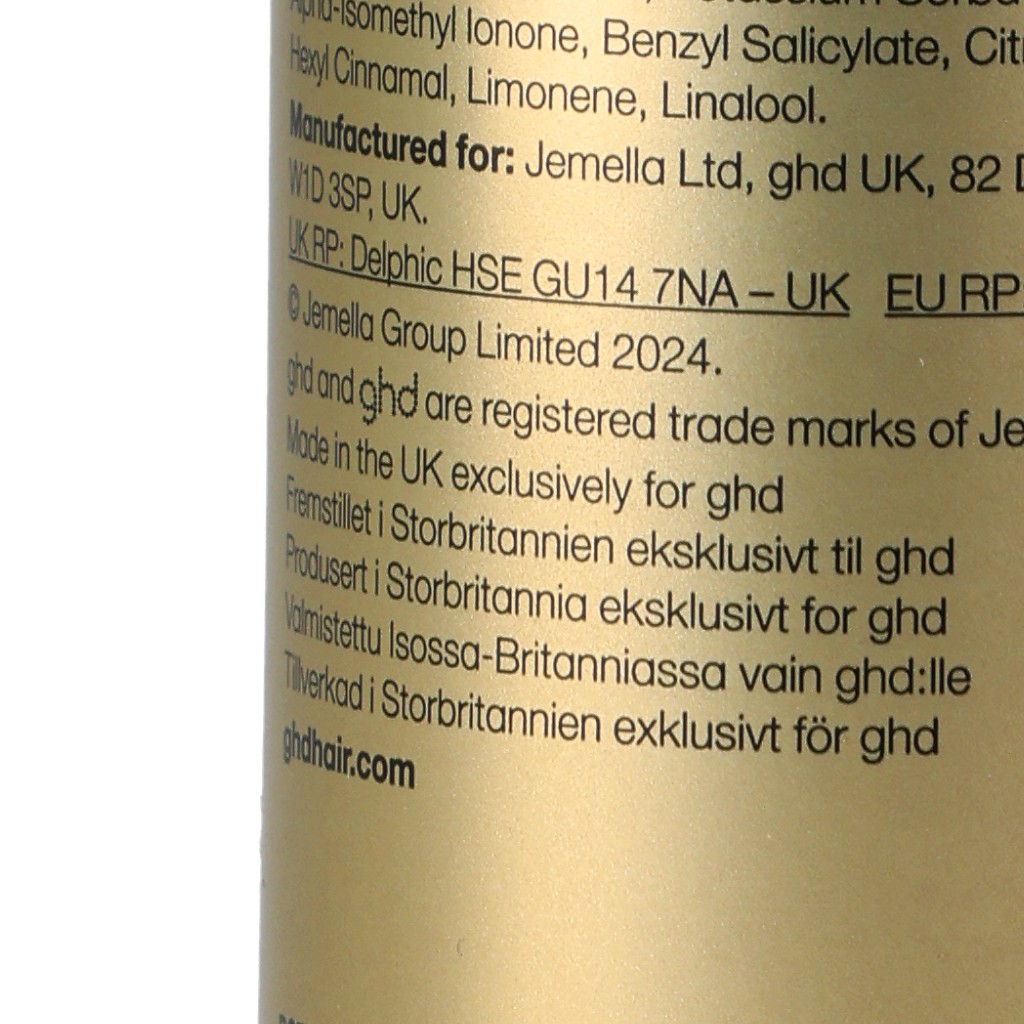 Isomethyl Ionone, Benzyl Salicylate,
Hexyl Cinnamal, Limonene, Linalool.
Manufactured for: Jemella Ltd, ghd UK, 82
W1D 3SP, UK.
UK RP: Delphic HSE GU14 7NA – UK EU RP
© Jemella Group Limited 2024.
ghd and ghd are registered trade marks of
Made in the UK exclusively for ghd
Fremstillet i Storbritannien eksklusivt til ghd
Produsert i Storbritannia eksklusivt for ghd
Valmistettu Isossa-Britanniassa vain ghd:lle
Tillverkad i Storbritannien exklusivt för ghd
ghdhair.com